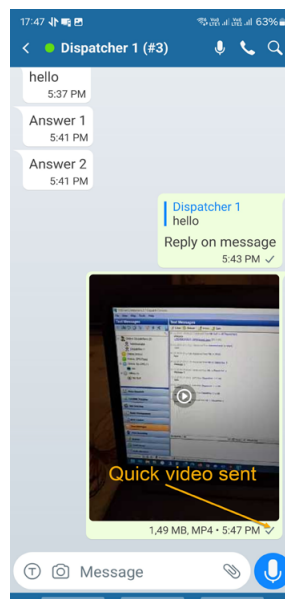 17:47 63%
Dispatcher 1 (#3)
hello
5:37 PM
Answer 1
5:41 PM
Answer 2
5:41 PM
Dispatcher 1
hello
Reply on message
5:43 PM
Quick video sent
1,49 MB, MP4 • 5:47 PM
T Message